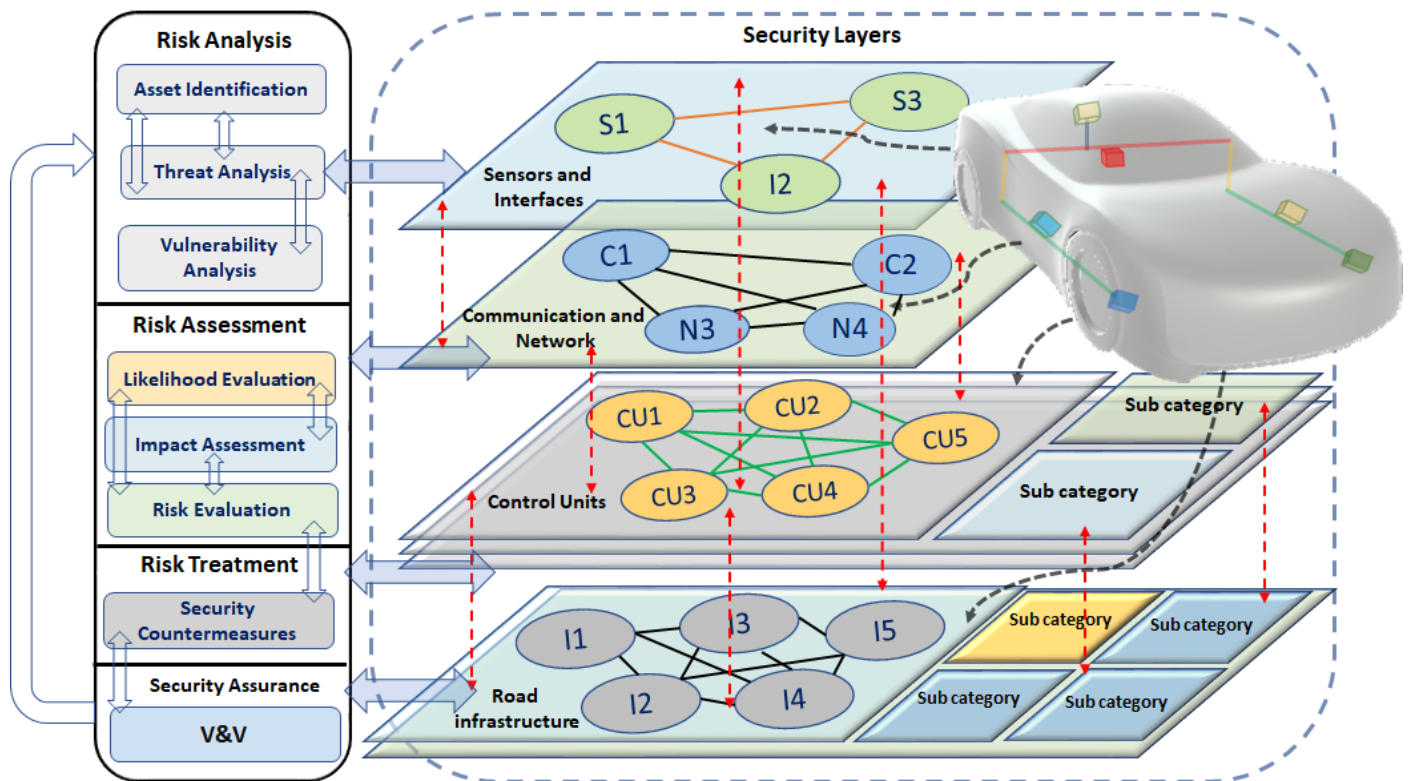 Risk Analysis
Asset Identification
Threat Analysis
Vulnerability
Analysis
Risk Assessment
Likelihood Evaluation
Impact Assessment
Risk Evaluation
Risk Treatment
Security
Countermeasures
Security Assurance
V&V
Security Layers
S1
S3
I2
Sensors and
Interfaces
C1
C2
N3
N4
Communication and
Network
CU1
CU2
CU5
CU3
CU4
Control Units
Sub category
Sub category
I1
I3
I5
I2
I4
Road
infrastructure
Sub category
Sub category
Sub category
Sub category